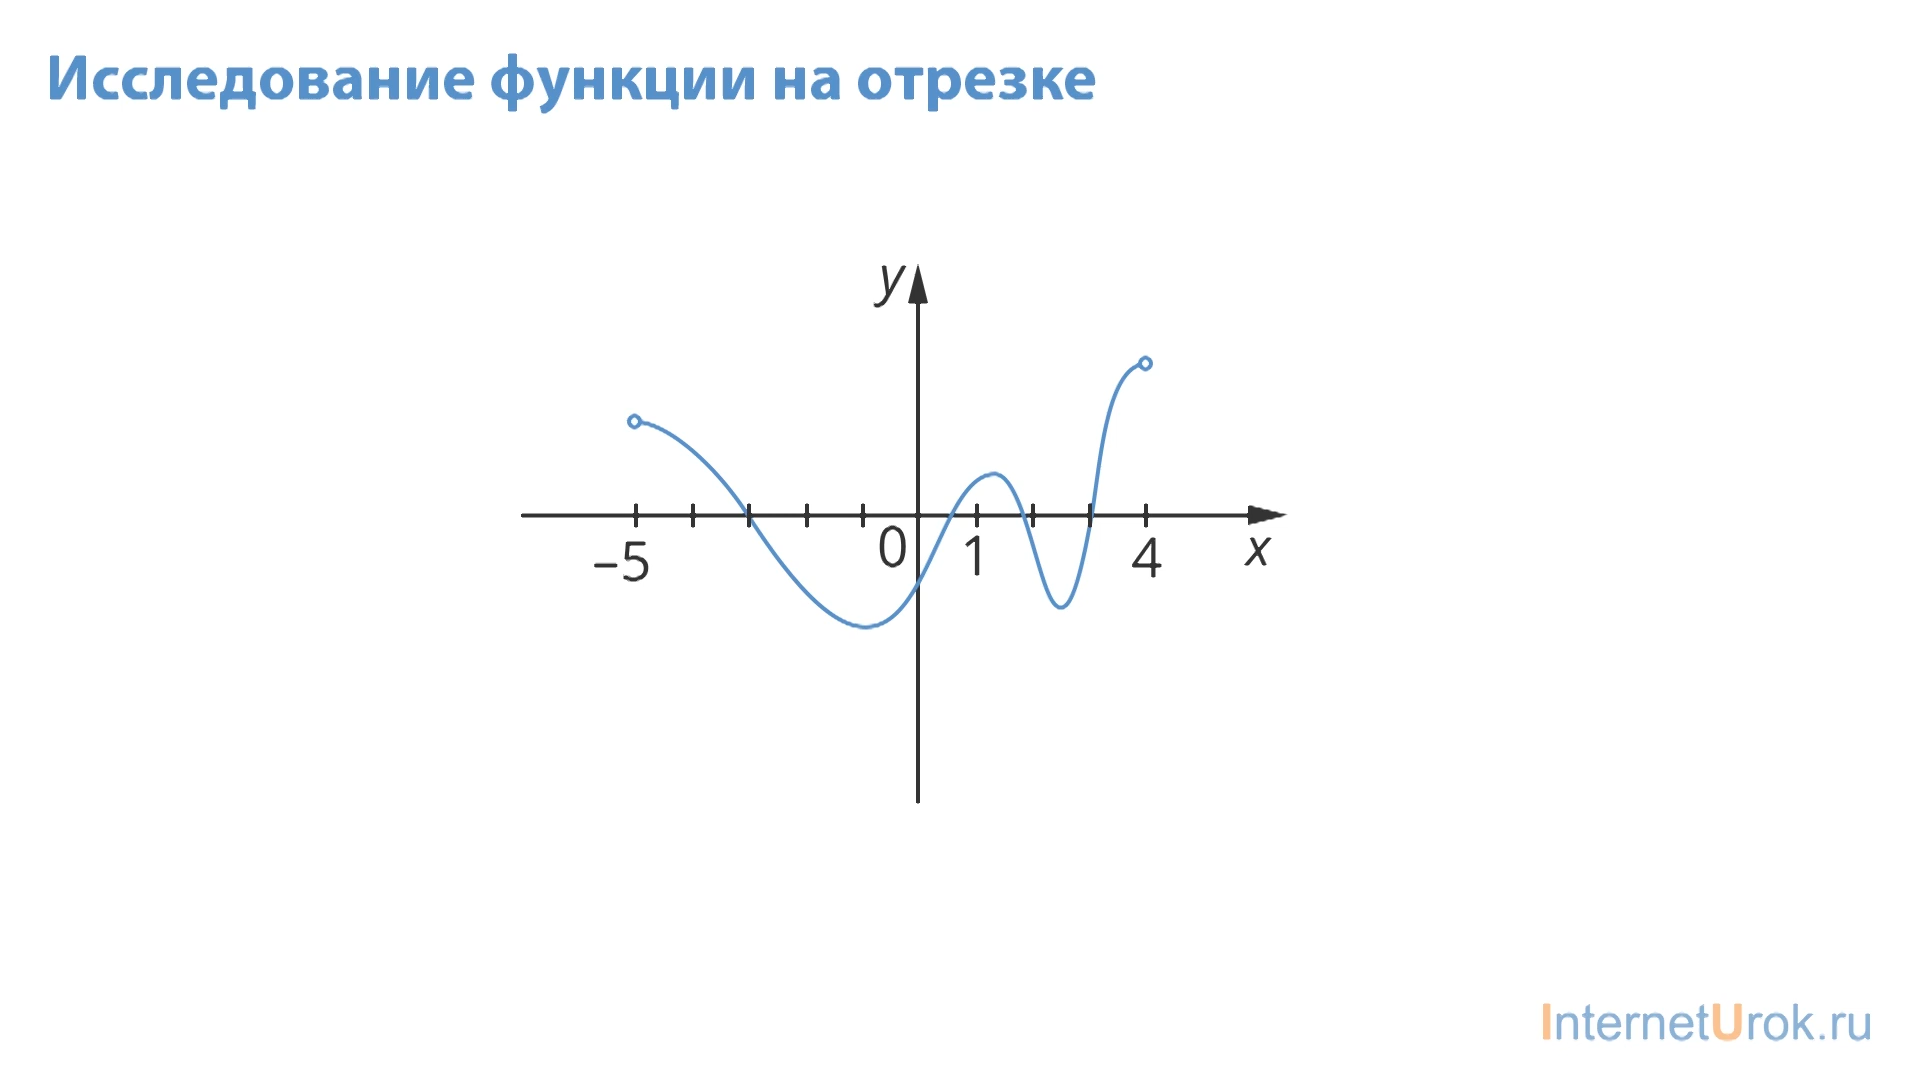 Исследование функции на отрезке
y
–5
0
1
4
x
InternetUrok.ru